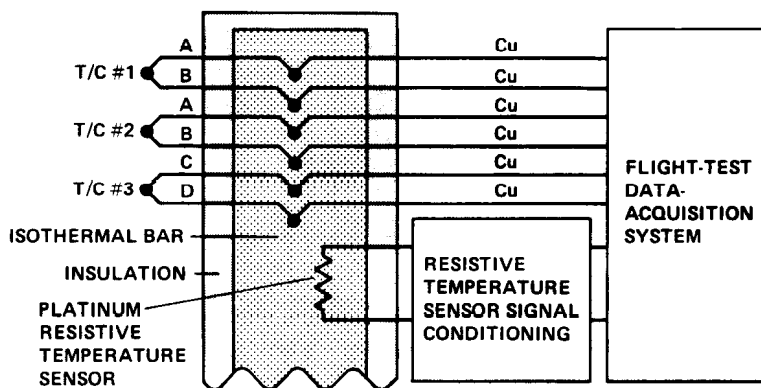 A
Cu
T/C #1
B
Cu
A
Cu
T/C #2
B
Cu
C
Cu
T/C #3
D
Cu
FLIGHT-TEST
DATA-
ACQUISITION
SYSTEM
ISOTHERMAL BAR
INSULATION
PLATINUM
RESISTIVE
TEMPERATURE
SENSOR
RESISTIVE
TEMPERATURE
SENSOR SIGNAL
CONDITIONING